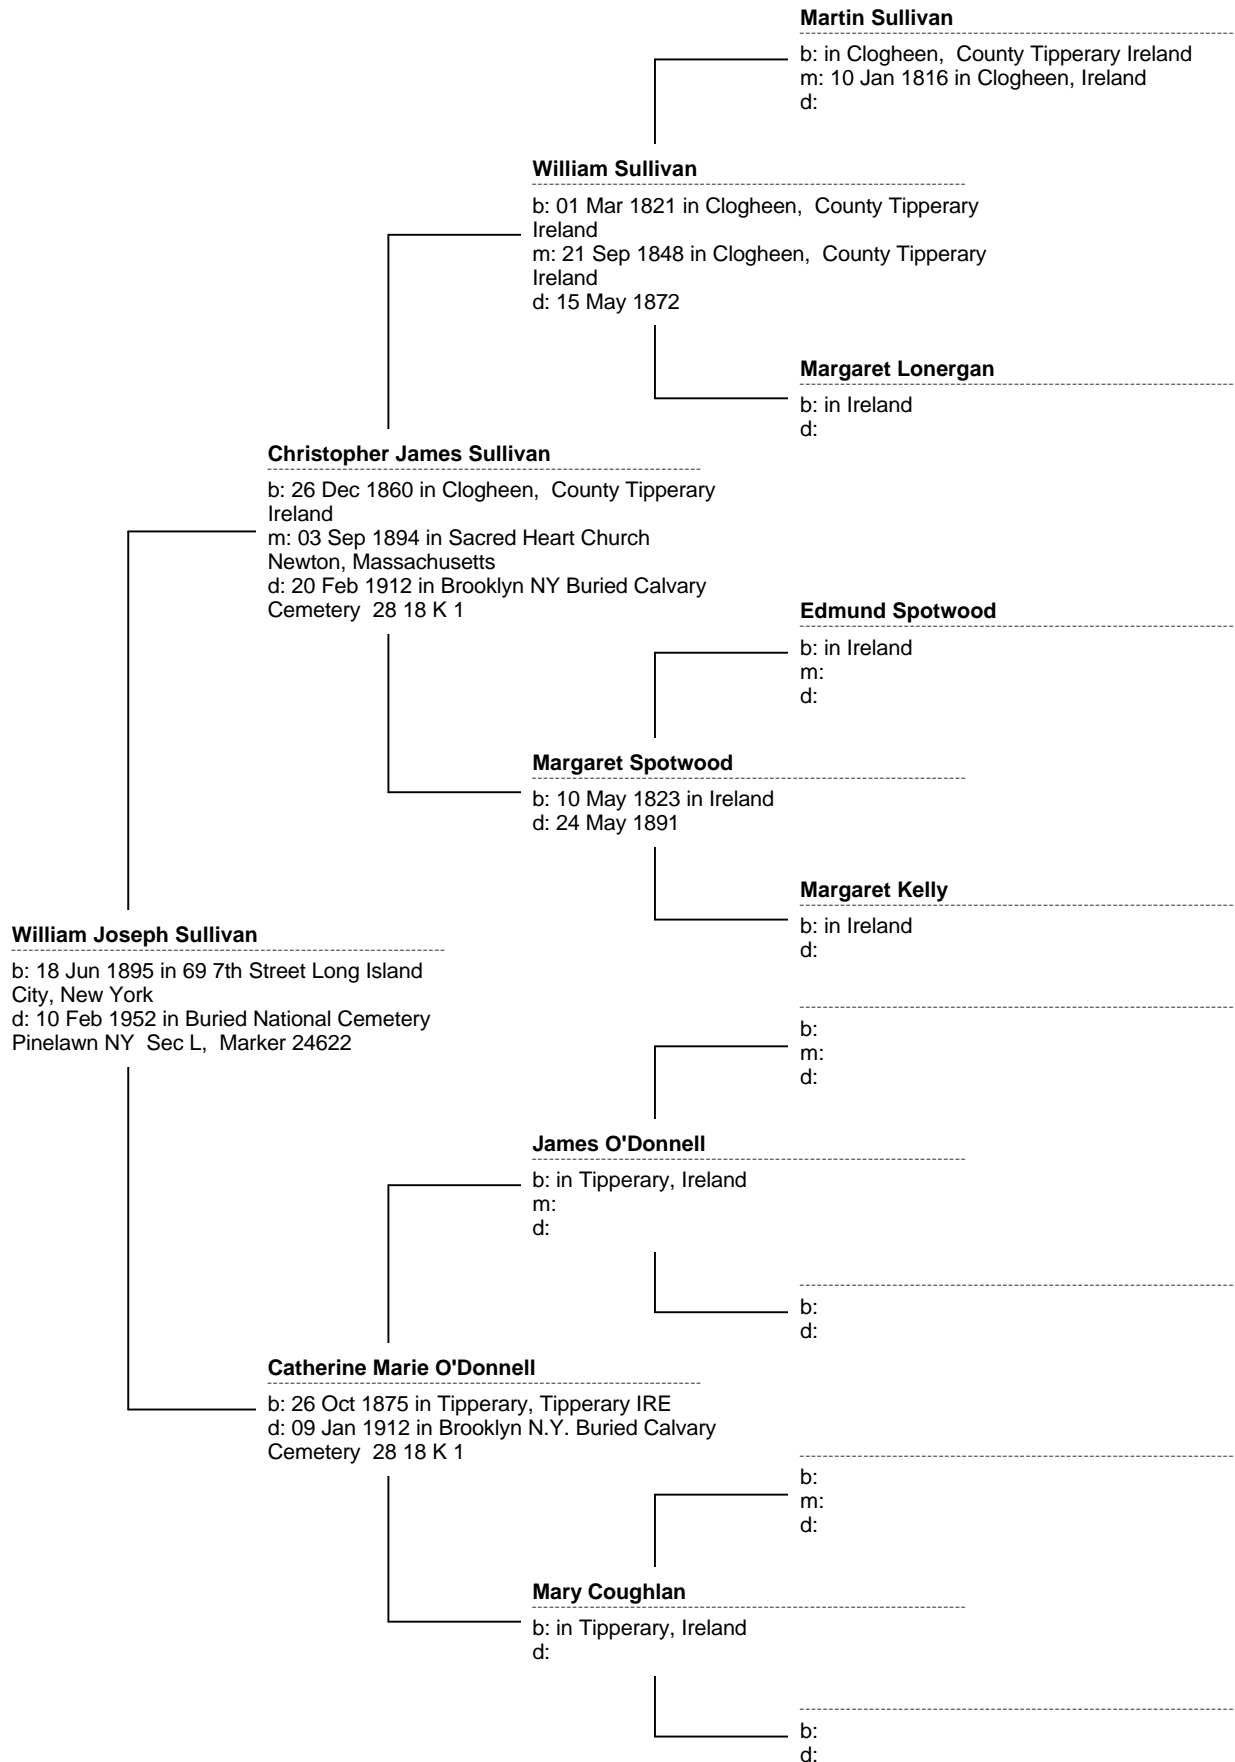 Martin Sullivan
b: in Clogheen,  County Tipperary Ireland
m: 10 Jan 1816 in Clogheen, Ireland
d:
William Sullivan
b: 01 Mar 1821 in Clogheen,  County Tipperary
Ireland
m: 21 Sep 1848 in Clogheen,  County Tipperary
Ireland
d: 15 May 1872
Margaret Lonergan
b: in Ireland
d:
Christopher James Sullivan
b: 26 Dec 1860 in Clogheen,  County Tipperary
Ireland
m: 03 Sep 1894 in Sacred Heart Church
Newton, Massachusetts
d: 20 Feb 1912 in Brooklyn NY Buried Calvary
Cemetery  28 18 K 1
Edmund Spotwood
b: in Ireland
m:
d:
Margaret Spotwood
b: 10 May 1823 in Ireland
d: 24 May 1891
Margaret Kelly
b: in Ireland
d:
William Joseph Sullivan
b: 18 Jun 1895 in 69 7th Street Long Island
City, New York
d: 10 Feb 1952 in Buried National Cemetery
Pinelawn NY  Sec L,  Marker 24622
b:
m:
d:
James O'Donnell
b: in Tipperary, Ireland
m:
d:
b:
d:
Catherine Marie O'Donnell
b: 26 Oct 1875 in Tipperary, Tipperary IRE
d: 09 Jan 1912 in Brooklyn N.Y. Buried Calvary
Cemetery  28 18 K 1
b:
m:
d:
Mary Coughlan
b: in Tipperary, Ireland
d:
b:
d: